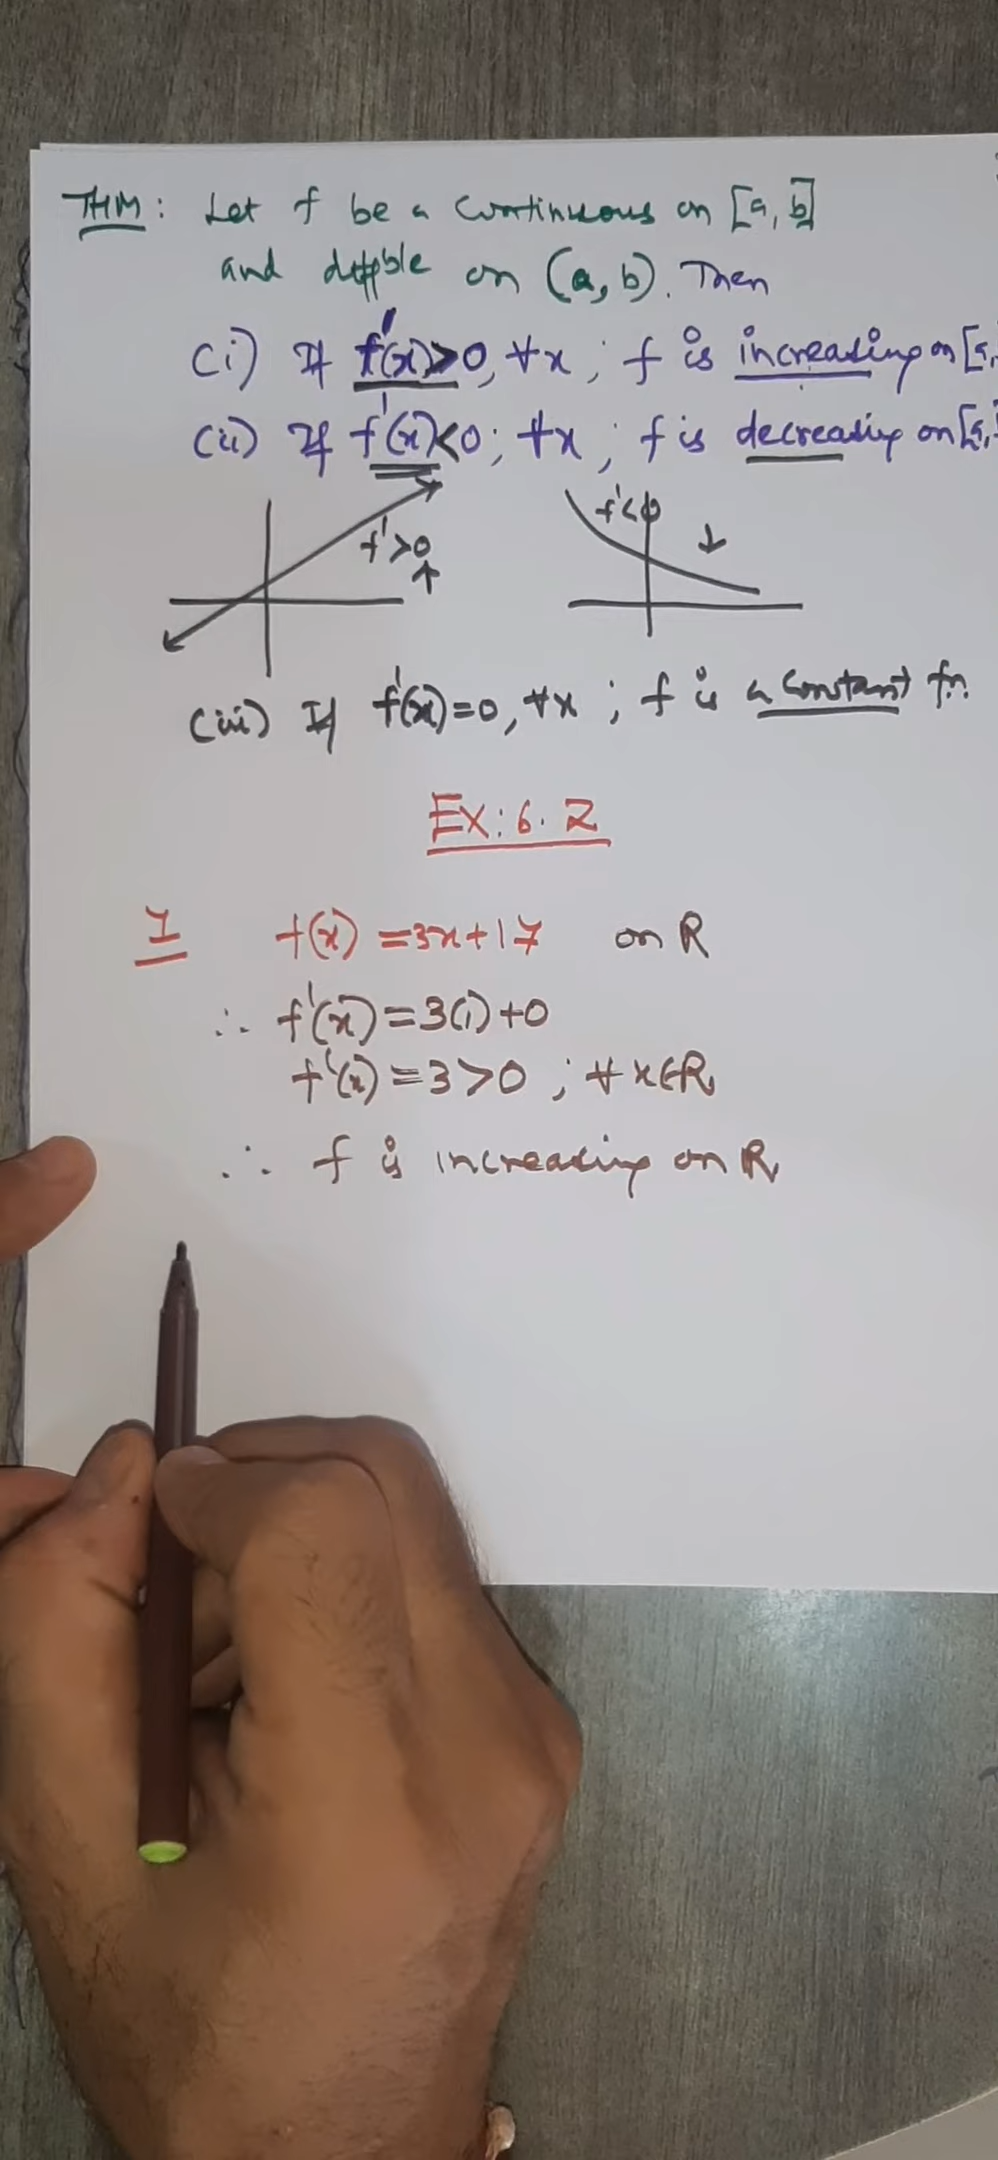 THM: Let f be a continuous on [a, b]
and diffble on (a, b). Then
(i) If f'(x)>0, ∀x ; f is increasing on [a,
(ii) If f'(x)<0; ∀x ; f is decreasing on [a,
f'>0
f'<0
(iii) If f'(x)=0, ∀x ; f is a constant fn.
EX: 6.2
1 f(x) =3x+17 on R
∴ f'(x)=3(1)+0
f'(x)=3>0 ; ∀ x∈R
∴ f is increasing on R